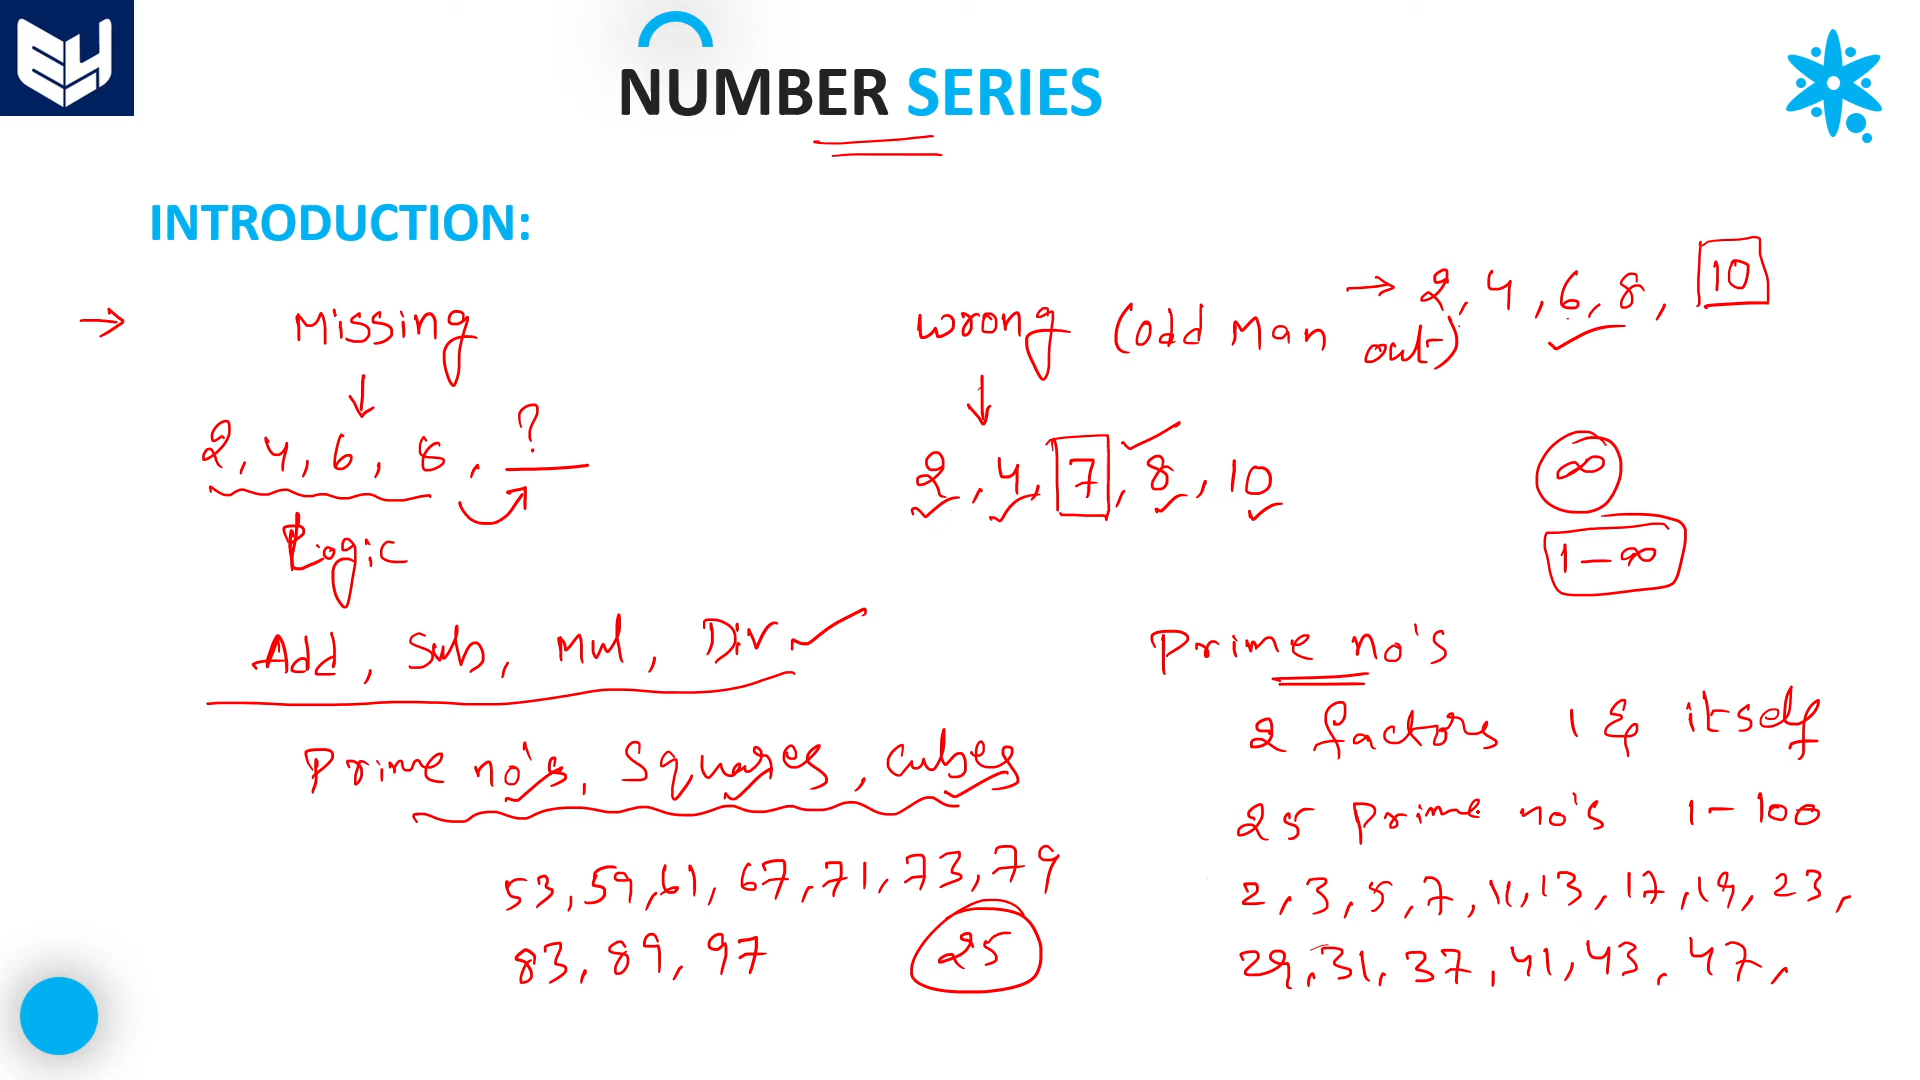 NUMBER SERIES
INTRODUCTION:
→ Missing
2, 4, 6, 8, ?
Logic
wrong (odd Man out)
→ 2, 4, 6, 8, 10
2, 4, 7, 8, 10
∞
1 – ∞
Add, Sub, Mul, Div
Prime no's, Squares, cubes
Prime no's
2 factors 1 & itself
25 Prime no's 1 – 100
2, 3, 5, 7, 11, 13, 17, 19, 23,
29, 31, 37, 41, 43, 47,
53, 59, 61, 67, 71, 73, 79
83, 89, 97
25